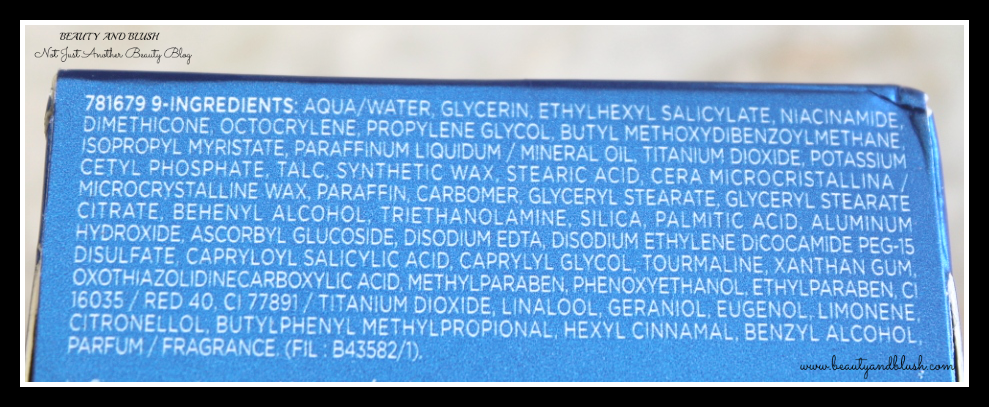 BEAUTY AND BLUSH
Not Just Another Beauty Blog
781679 9-INGREDIENTS: AQUA/WATER, GLYCERIN, ETHYLHEXYL SALICYLATE, NIACINAMIDE,
DIMETHICONE, OCTOCRYLENE, PROPYLENE GLYCOL, BUTYL METHOXYDIBENZOYLMETHANE,
ISOPROPYL MYRISTATE, PARAFFINUM LIQUIDUM / MINERAL OIL, TITANIUM DIOXIDE, POTASSIUM
CETYL PHOSPHATE, TALC, SYNTHETIC WAX, STEARIC ACID, CERA MICROCRISTALLINA /
MICROCRYSTALLINE WAX, PARAFFIN, CARBOMER, GLYCERYL STEARATE, GLYCERYL STEARATE
CITRATE, BEHENYL ALCOHOL, TRIETHANOLAMINE, SILICA, PALMITIC ACID, ALUMINUM
HYDROXIDE, ASCORBYL GLUCOSIDE, DISODIUM EDTA, DISODIUM ETHYLENE DICOCAMIDE PEG-15
DISULFATE, CAPRYLOYL SALICYLIC ACID, CAPRYLYL GLYCOL, TOURMALINE, XANTHAN GUM,
OXOTHIAZOLIDINECARBOXYLIC ACID, METHYLPARABEN, PHENOXYETHANOL, ETHYLPARABEN, CI
16035 / RED 40, CI 77891 / TITANIUM DIOXIDE, LINALOOL, GERANIOL, EUGENOL, LIMONENE,
CITRONELLOL, BUTYLPHENYL METHYLPROPIONAL, HEXYL CINNAMAL, BENZYL ALCOHOL,
PARFUM / FRAGRANCE. (FIL : B43582/1).
www.beautyandblush.com